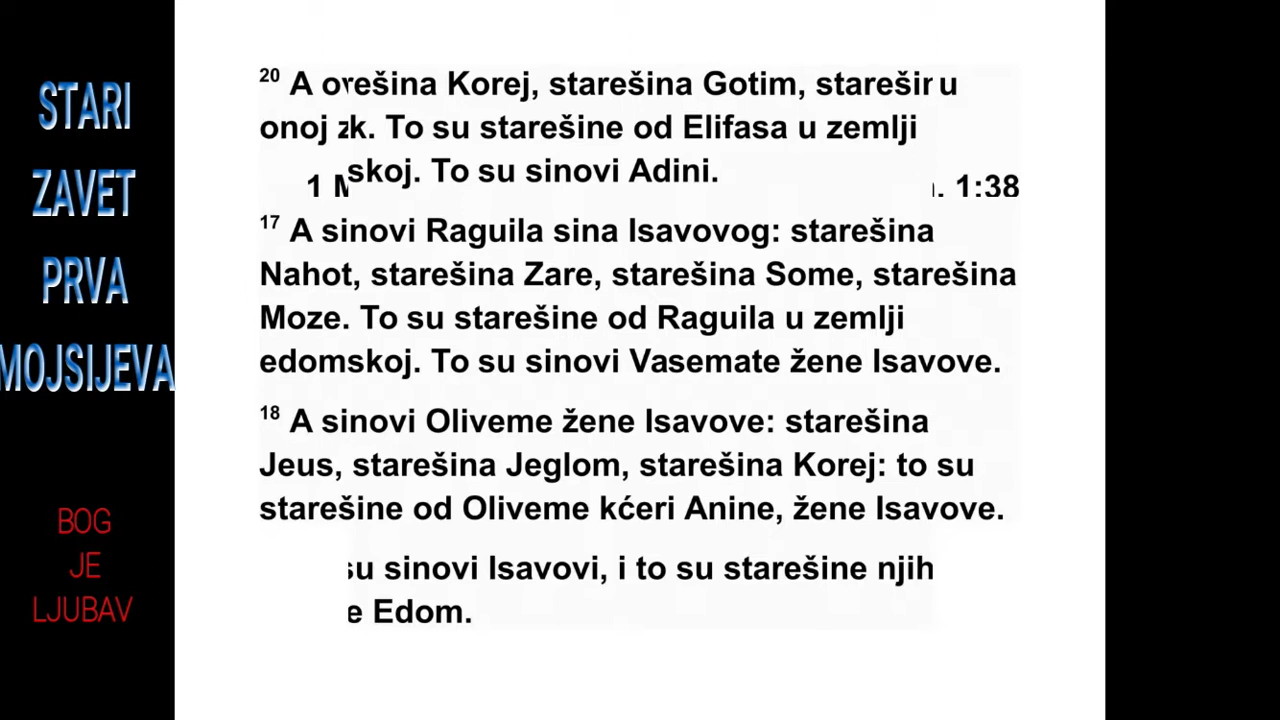 STARI
ZAVET
PRVA
MOJSIJEVA
BOG
JE
LJUBAV
20 A orešina Korej, starešina Gotim, u
onoj To su starešine od Elifasa u zemlji
skoj. To su sinovi Adini.
1 1:38
17 A sinovi Raguila sina Isavovog: starešina
Nahot, starešina Zare, starešina Some, starešina
Moze. To su starešine od Raguila u zemlji
edomskoj. To su sinovi Vasemate žene Isavove.
18 A sinovi Oliveme žene Isavove: starešina
Jeus, starešina Jeglom, starešina Korej: to su
starešine od Oliveme kćeri Anine, žene Isavove.
su sinovi Isavovi, i to su starešine njih
e Edom.